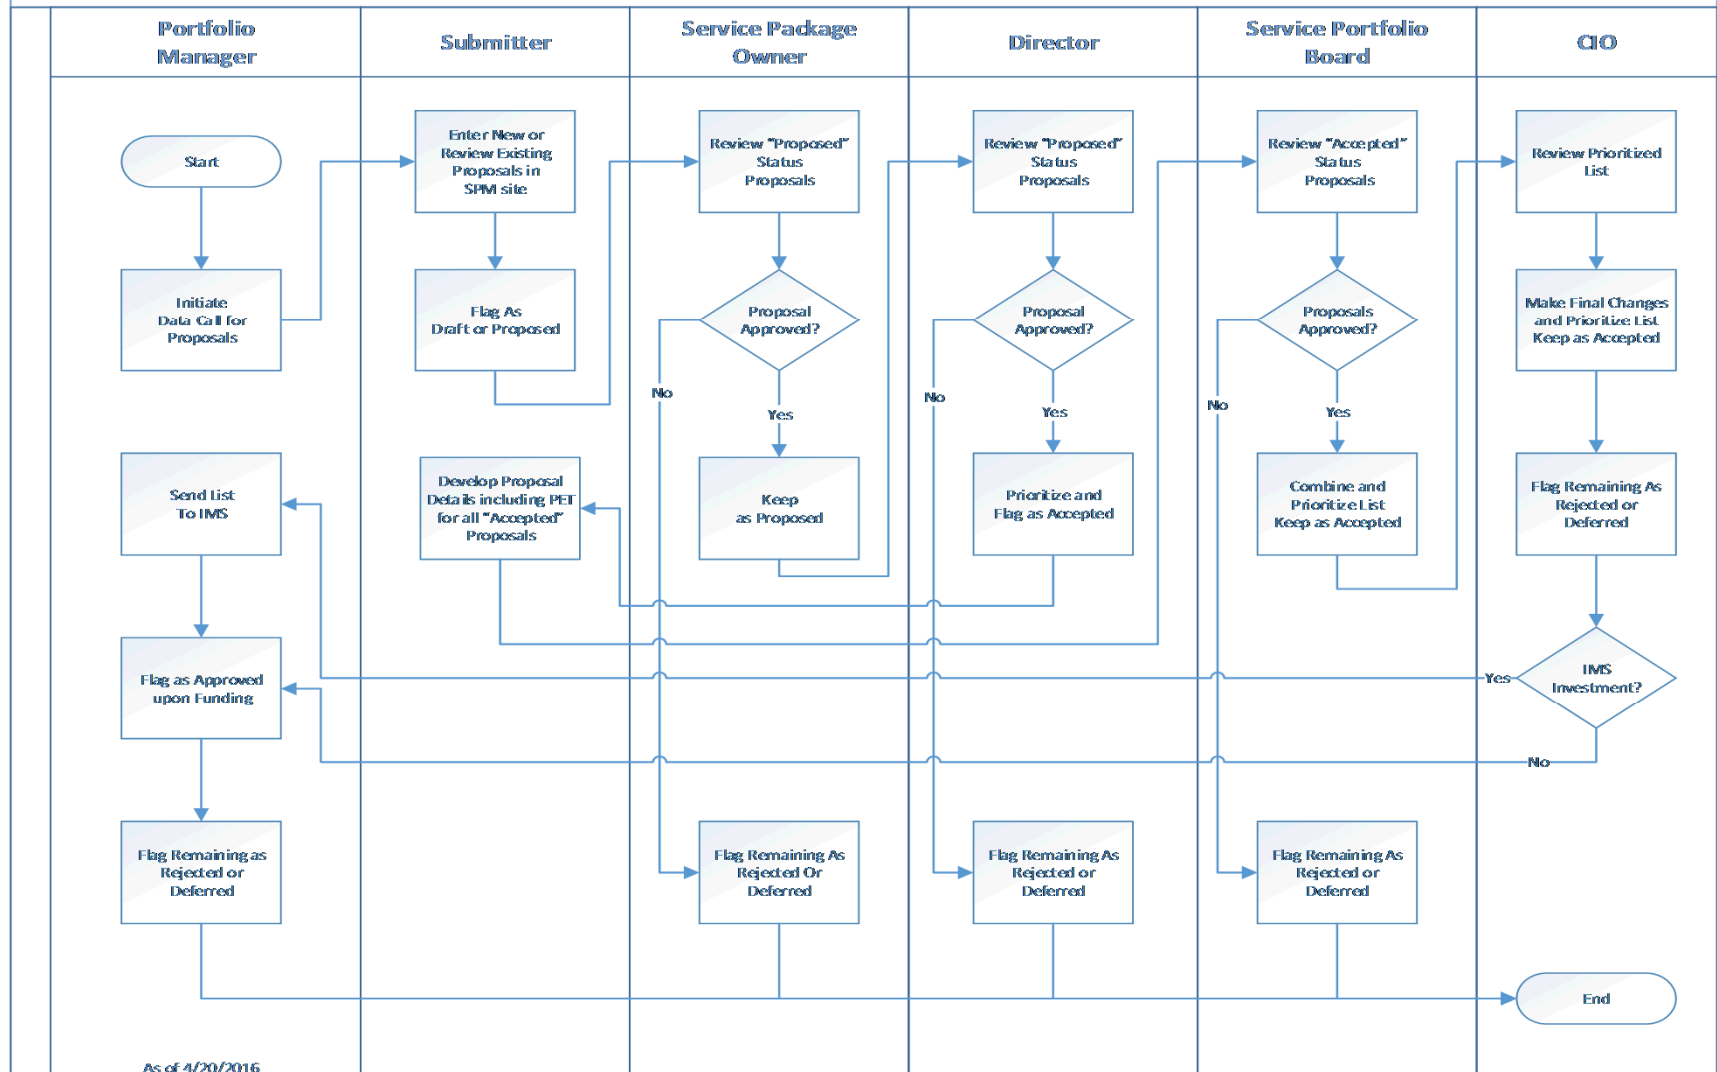 Portfolio
Manager
Submitter
Service Package
Owner
Director
Service Portfolio
Board
CIO
Start
Initiate
Data Call for
Proposals
Send List
To IMS
Flag as Approved
upon Funding
Flag Remaining as
Rejected or
Deferred
As of 4/20/2016
Enter New or
Review Existing
Proposals in
SPM site
Flag As
Draft or Proposed
Develop Proposal
Details including PET
for all "Accepted"
Proposals
Review "Proposed"
Status
Proposals
Proposal
Approved?
No
Yes
Keep
as Proposed
Flag Remaining As
Rejected Or
Deferred
Review "Proposed"
Status
Proposals
Proposal
Approved?
No
Yes
Prioritize and
Flag as Accepted
Flag Remaining As
Rejected or
Deferred
Review "Accepted"
Status
Proposals
Proposals
Approved?
No
Yes
Combine and
Prioritize List
Keep as Accepted
Flag Remaining As
Rejected or
Deferred
Review Prioritized
List
Make Final Changes
and Prioritize List
Keep as Accepted
Flag Remaining As
Rejected or
Deferred
IMS
Investment?
Yes
No
End